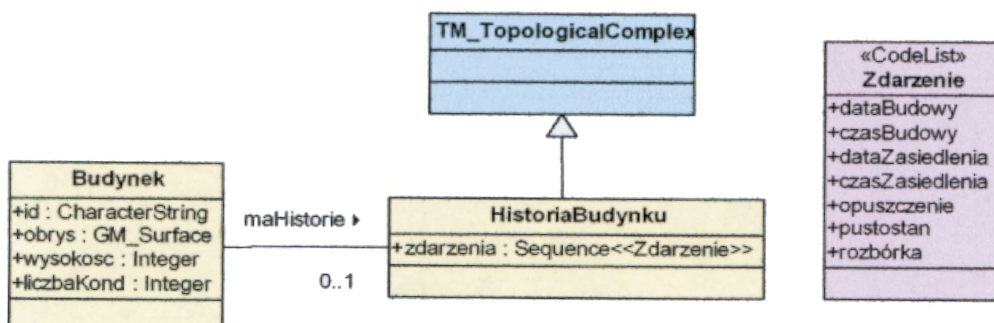 TM_TopologicalComplex
«CodeList»
Zdarzenie
+dataBudowy
+czasBudowy
+dataZasiedlenia
+czasZasiedlenia
+opuszczenie
+pustostan
+rozbórka
Budynek
+id : CharacterString
+obrys : GM_Surface
+wysokosc : Integer
+liczbaKond : Integer
maHistorie
0..1
HistoriaBudynku
+zdarzenia : Sequence<<Zdarzenie>>